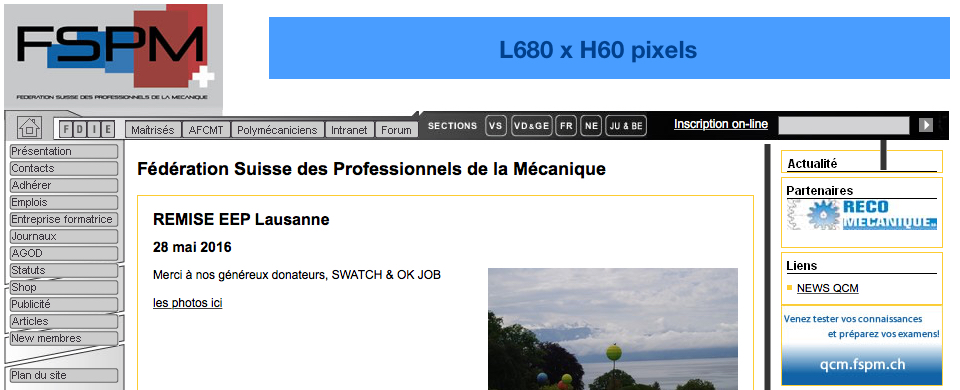 FSPM
FEDERATION SUISSE DES PROFESSIONNELS DE LA MECANIQUE
L680 x H60 pixels
F D I E Maîtrisés AFCMT Polymécaniciens Intranet Forum SECTIONS VS VD&GE FR NE JU & BE Inscription on-line
Présentation
Contacts
Adhérer
Emplois
Entreprise formatrice
Journaux
AGOD
Statuts
Shop
Publicité
Articles
New membres
Plan du site
Fédération Suisse des Professionnels de la Mécanique
REMISE EEP Lausanne
28 mai 2016
Merci à nos généreux donateurs, SWATCH & OK JOB
les photos ici
Actualité
Partenaires
RECO
MECANIQUE
Liens
NEWS QCM
Venez tester vos connaissances
et préparez vos examens!
qcm.fspm.ch